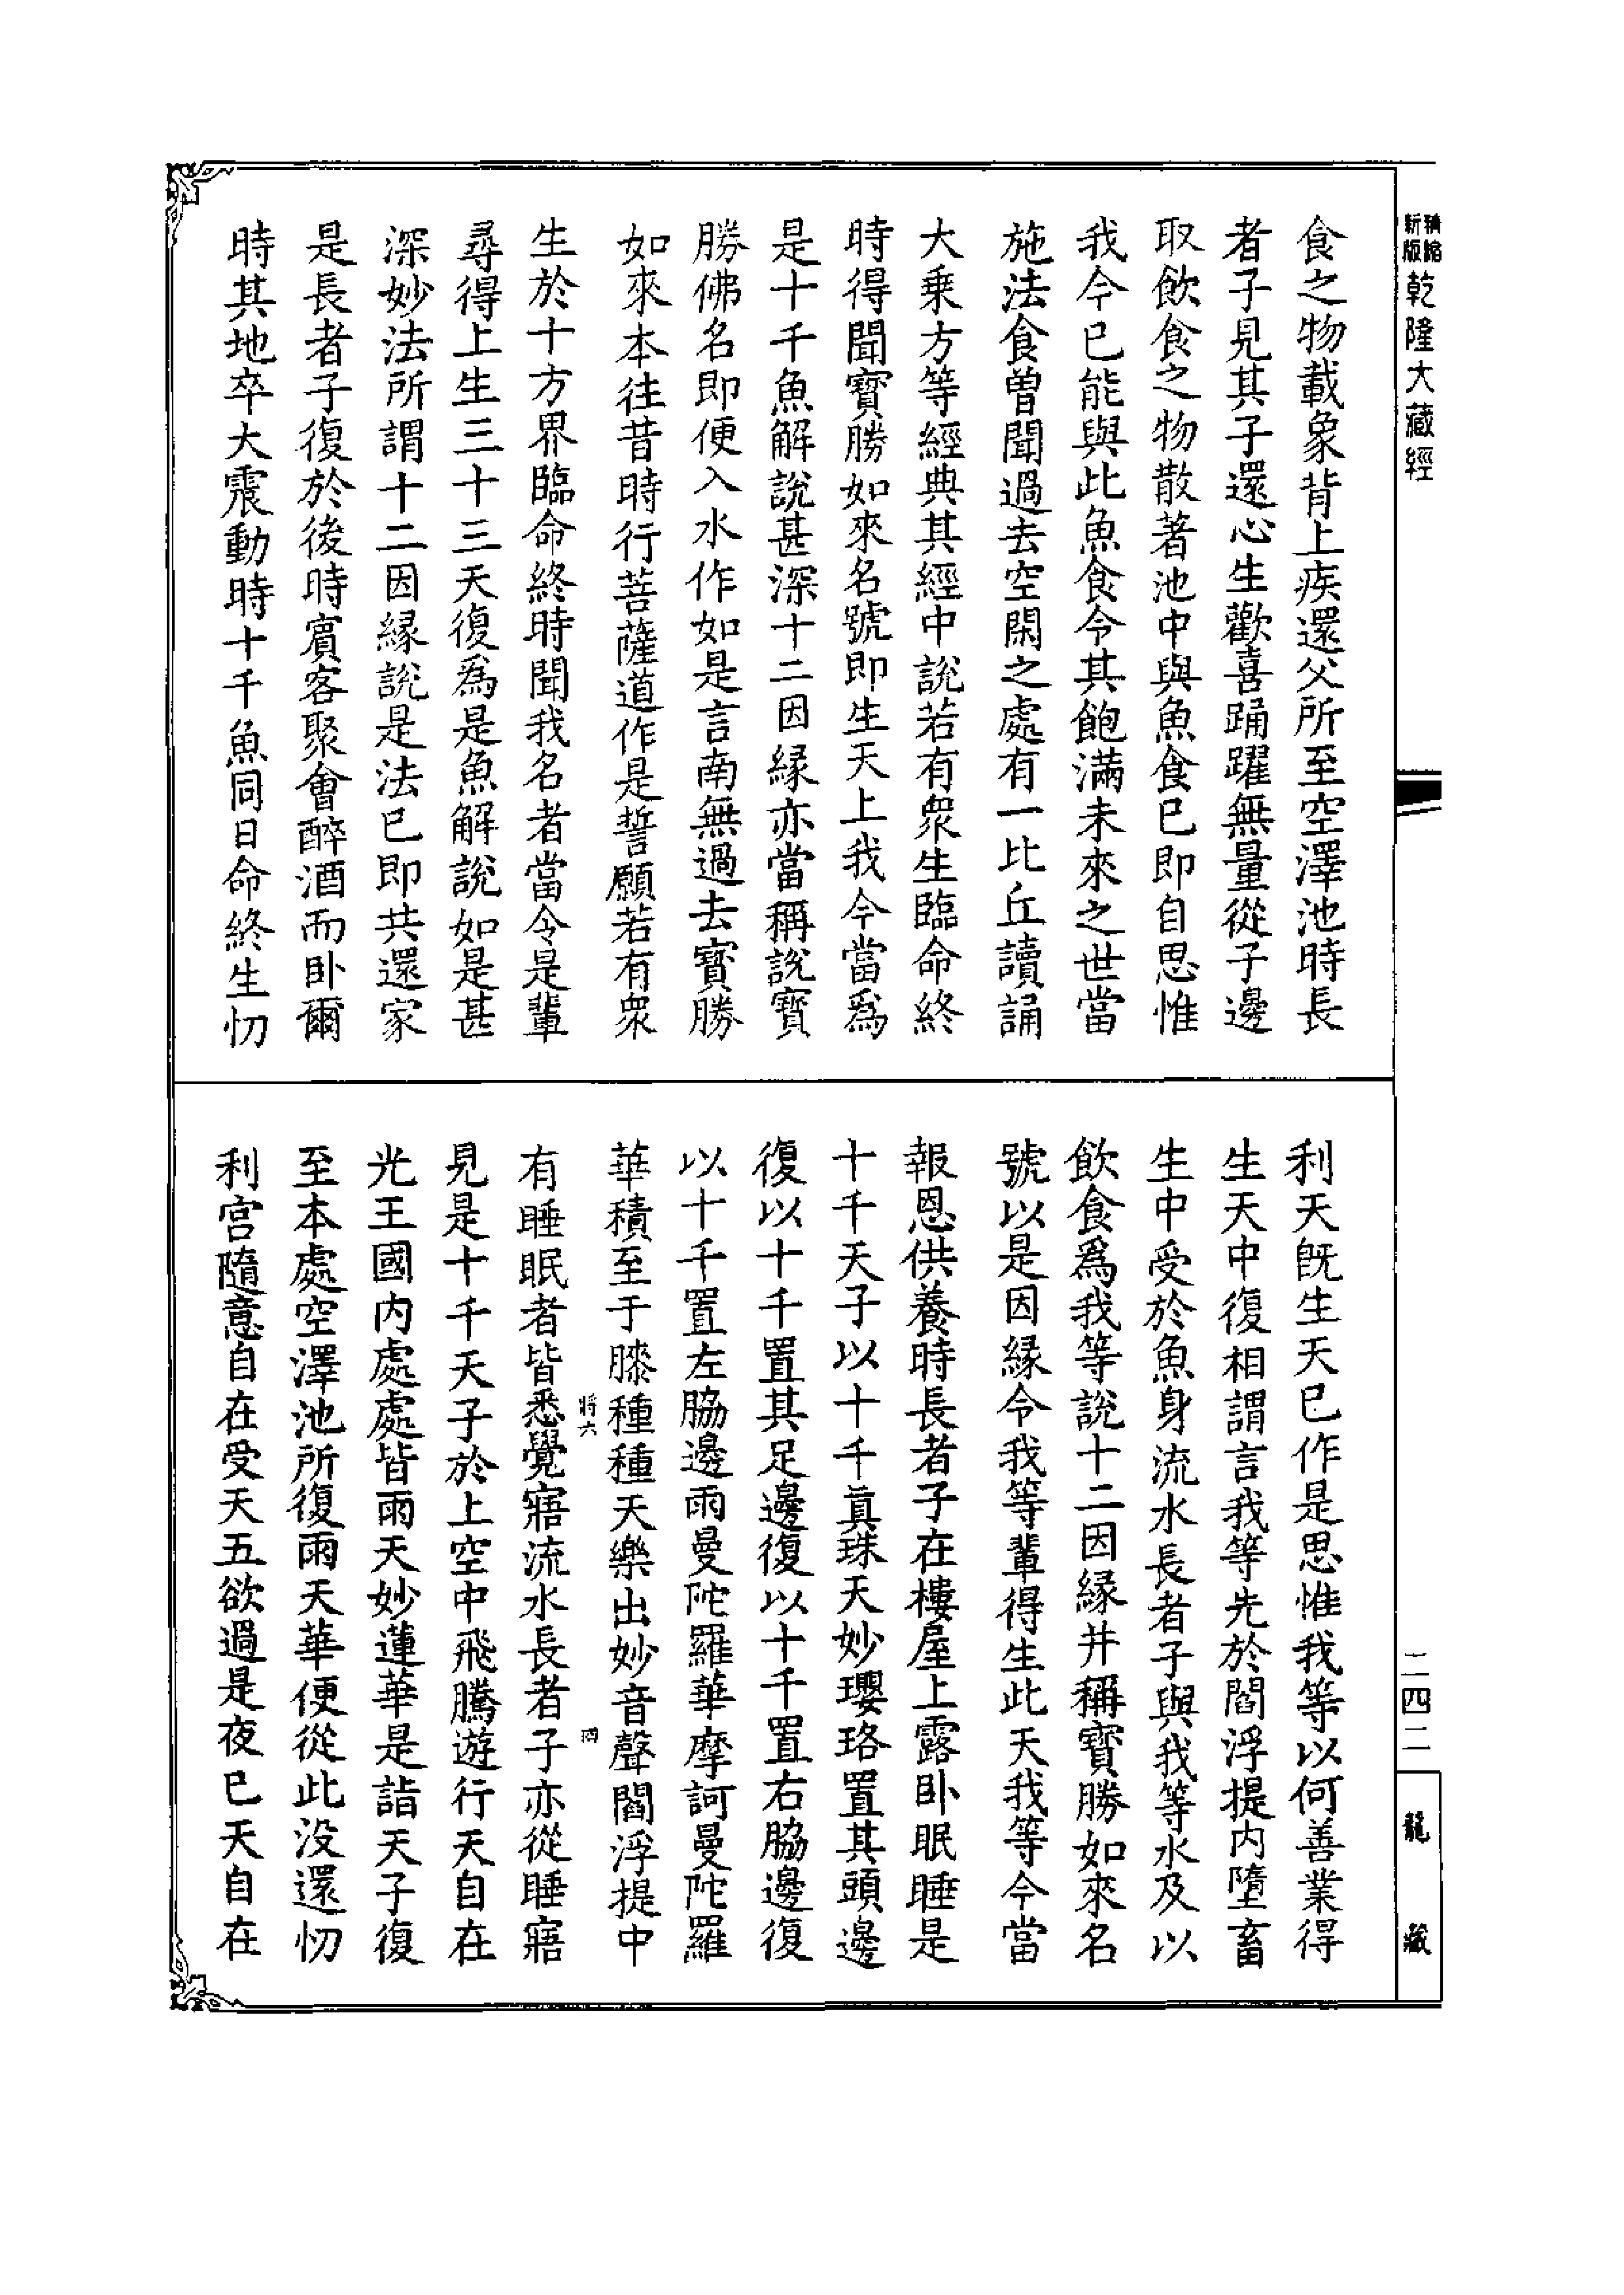 精縮
新版
乾隆大藏經
食之物載象背上疾還父所至空澤池時長
者子見其子還心生歡喜踊躍無量從子邊
取飲食之物散著池中與魚食已即自思惟
我今已能與此魚食令其飽滿未來之世當
施法食曾聞過去空閑之處有一比丘讀誦
大乗方等經典其經中說若有衆生臨命終
時得聞寳勝如來名號即生天上我今當爲
是十千魚解說甚深十二因縁亦當稱說寳
勝佛名即便入水作如是言南無過去寳勝
如來本往昔時行菩薩道作是誓願若有衆
生於十方界臨命終時聞我名者當令是輩
尋得上生三十三天復爲是魚解說如是甚
深妙法所謂十二因縁說是法已即共還家
是長者子復於後時賓客聚會醉酒而卧爾
時其地卒大震動時十千魚同日命終生忉
利天旣生天已作是思惟我等以何善業得
生天中復相謂言我等先於閻浮提内墮畜
生中受於魚身流水長者子與我等水及以
飲食爲我等說十二因縁并稱寳勝如來名
號以是因縁令我等輩得生此天我等今當
報恩供養時長者子在樓屋上露卧眠睡是
十千天子以十千眞珠天妙瓔珞置其頭邊
復以十千置其足邊復以十千置右脇邊復
以十千置左脇邊雨曼陀羅華摩訶曼陀羅
華積至于膝種種天樂出妙音聲閻浮提中
將六 四
有睡眠者皆悉覺寤流水長者子亦從睡寤
見是十千天子於上空中飛騰遊行天自在
光王國内處處皆雨天妙蓮華是諸天子復
至本處空澤池所復雨天華便從此没還忉
利宫隨意自在受天五欲過是夜已天自在
二四二
龍藏